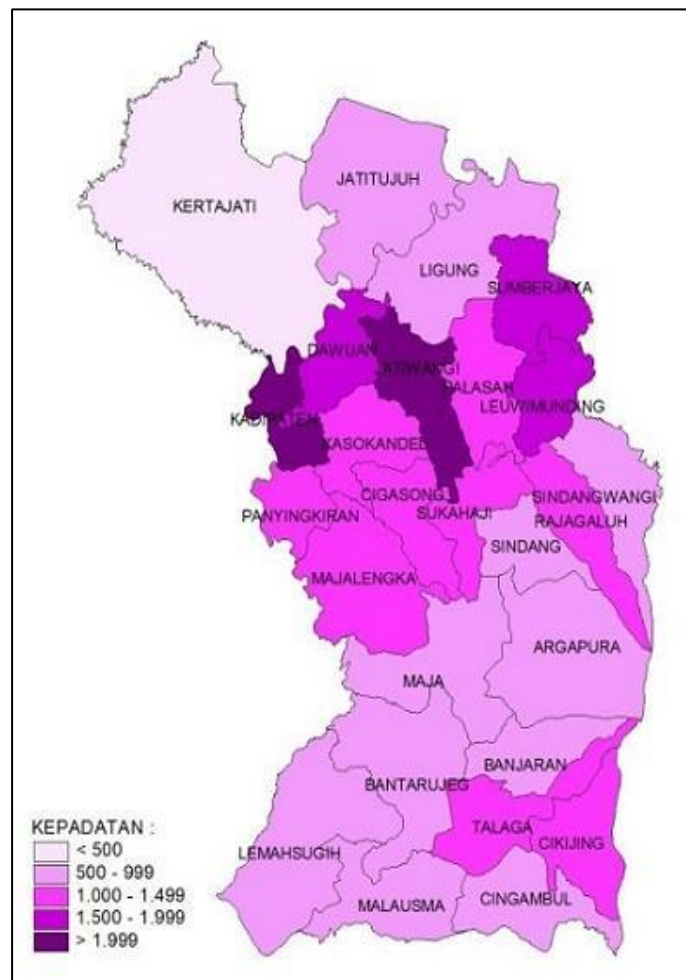 JATITUJUH
KERTAJATI
LIGUNG
SUMBERJAYA
DAWUAN
JATIWANGI
PALASAH
LEUWIMUNDING
KADIPATEN
KASOKANDEL
CIGASONG
SINDANGWANGI
PANYINGKIRAN
SUKAHAJI
RAJAGALUH
SINDANG
MAJALENGKA
ARGAPURA
MAJA
BANJARAN
BANTARUJEG
TALAGA
CIKIJING
LEMAHSUGIH
MALAUSMA
CINGAMBUL
KEPADATAN :
< 500
500 - 999
1.000 - 1.499
1.500 - 1.999
> 1.999